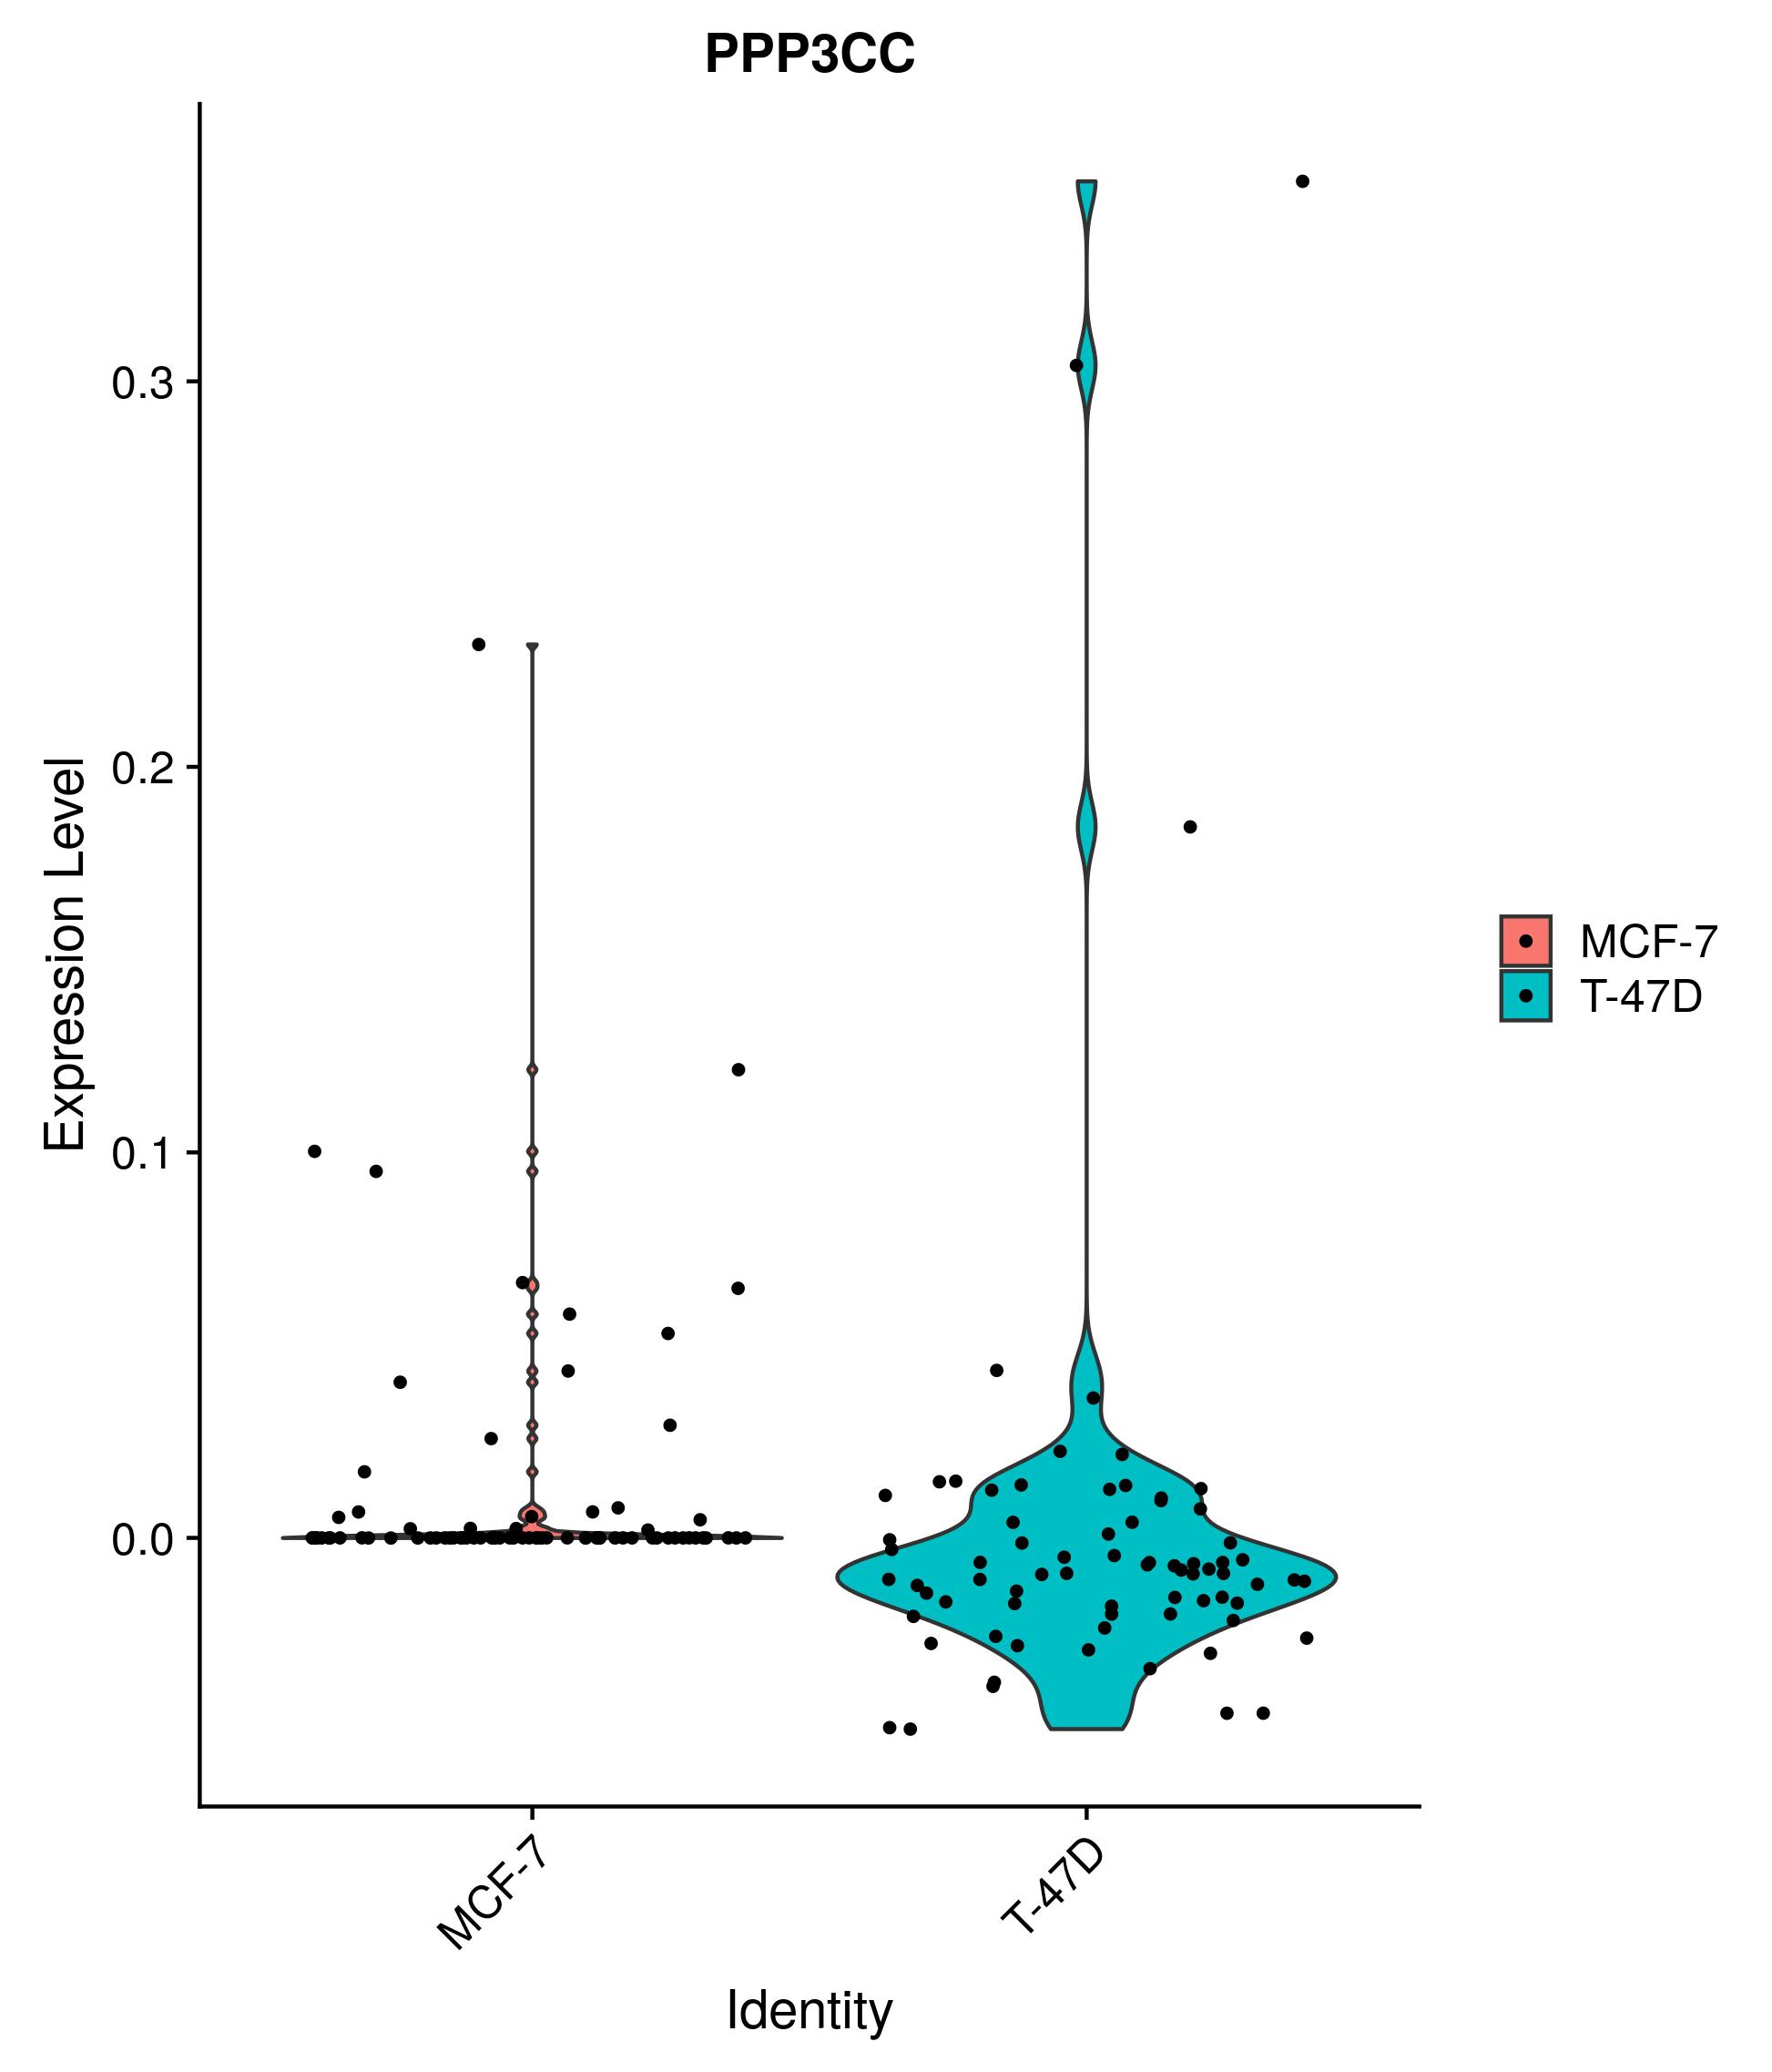 PPP3CC
Expression Level
0.3
0.2
0.1
0.0
MCF-7
T-47D
Identity
MCF-7
T-47D